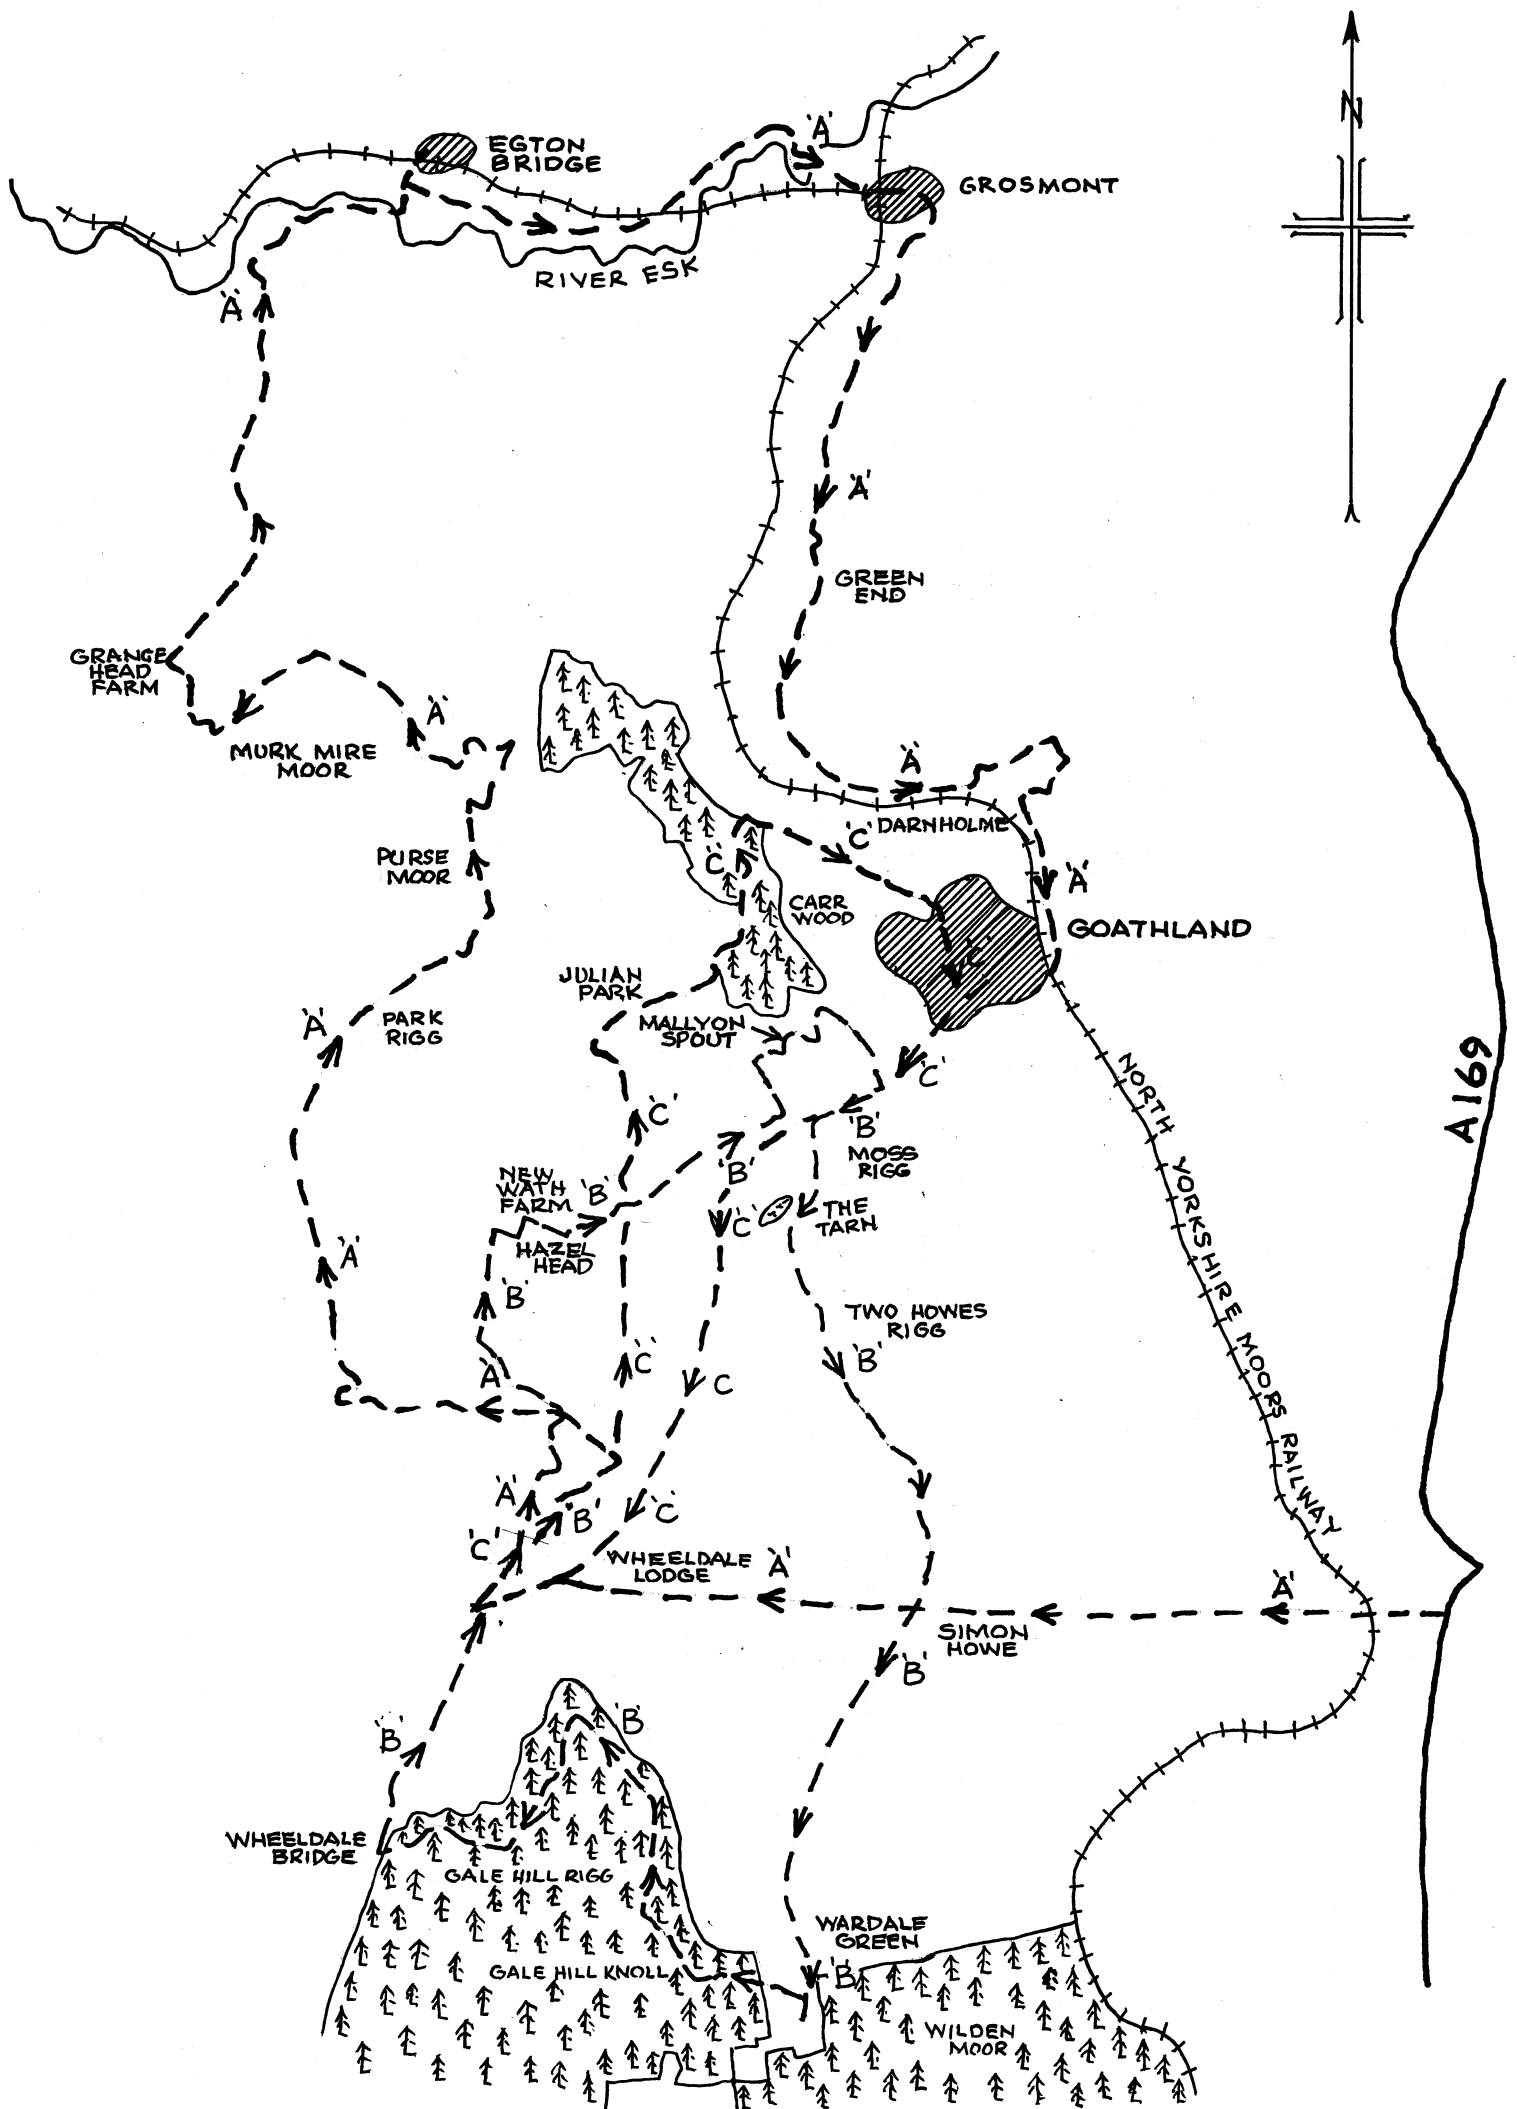 'A'
N
EGTON
BRIDGE
GROSMONT
RIVER ESK
'A'
'A'
GREEN
END
GRANGE
HEAD
FARM
'A'
MURK MIRE
MOOR
'A'
'C'
DARNHOLME
PURSE
MOOR
'C'
'A'
CARR
WOOD
GOATHLAND
'C'
JULIAN
PARK
'A'
PARK
RIGG
MALLYON
SPOUT
'C'
A169
'C'
'B'
MOSS
RIGG
NORTH YORKSHIRE MOORS RAILWAY
NEW
WATH
FARM
'B'
'B'
'C'
THE
TARN
HAZEL
HEAD
'A'
'B'
TWO HOWES
RIGG
'B'
'C'
C
'A'
'A'
'B'
'C'
'C'
WHEELDALE
LODGE
'A'
'A'
SIMON
HOWE
'B'
'B'
'B'
WHEELDALE
BRIDGE
GALE HILL RIGG
WARDALE
GREEN
GALE HILL KNOLL
'B'
WILDEN
MOOR